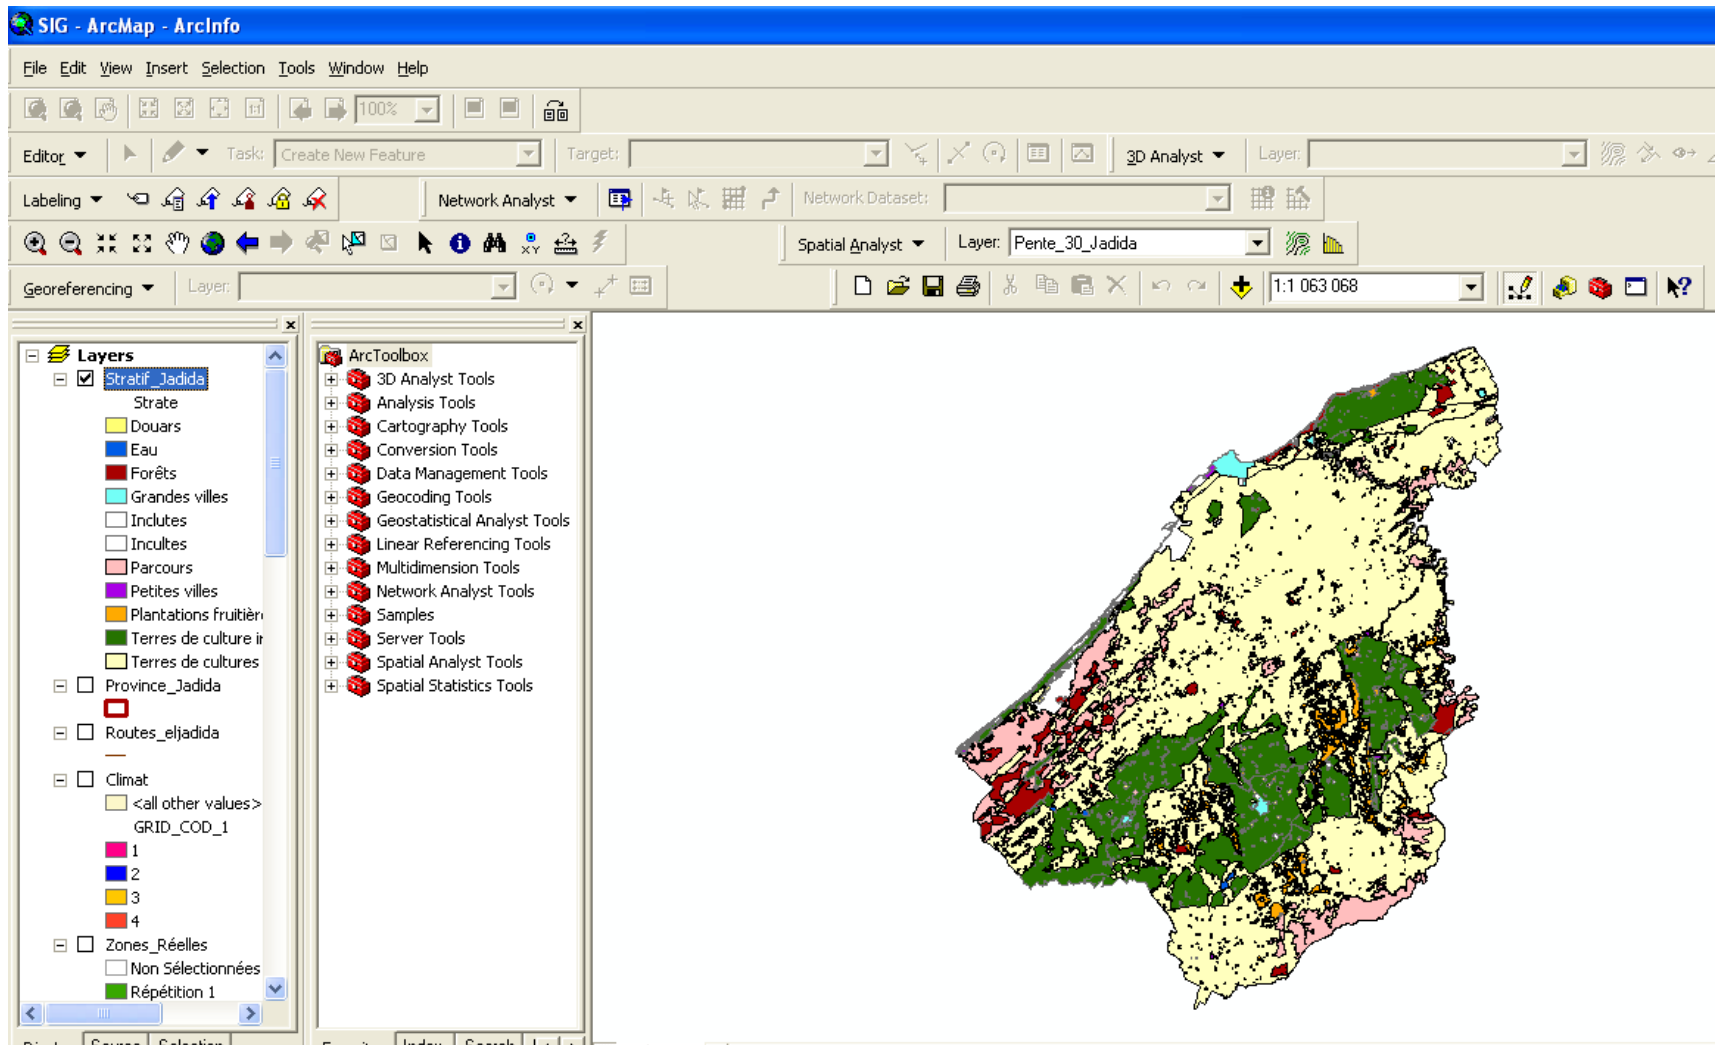 SIG - ArcMap - ArcInfo
File Edit View Insert Selection Tools Window Help
100%
Editor Task: Create New Feature Target: 3D Analyst Layer:
Labeling Network Analyst Network Dataset:
Spatial Analyst Layer: Pente_30_Jadida
Georeferencing Layer: 1:1 063 068
Layers
Stratif_Jadida
Strate
Douars
Eau
Forêts
Grandes villes
Inclutes
Incultes
Parcours
Petites villes
Plantations fruitièr
Terres de culture ir
Terres de cultures
Province_Jadida
Routes_eljadida
Climat
<all other values>
GRID_COD_1
1
2
3
4
Zones_Réelles
Non Sélectionnées
Répétition 1
Source Selection
ArcToolbox
3D Analyst Tools
Analysis Tools
Cartography Tools
Conversion Tools
Data Management Tools
Geocoding Tools
Geostatistical Analyst Tools
Linear Referencing Tools
Multidimension Tools
Network Analyst Tools
Samples
Server Tools
Spatial Analyst Tools
Spatial Statistics Tools
Index Search